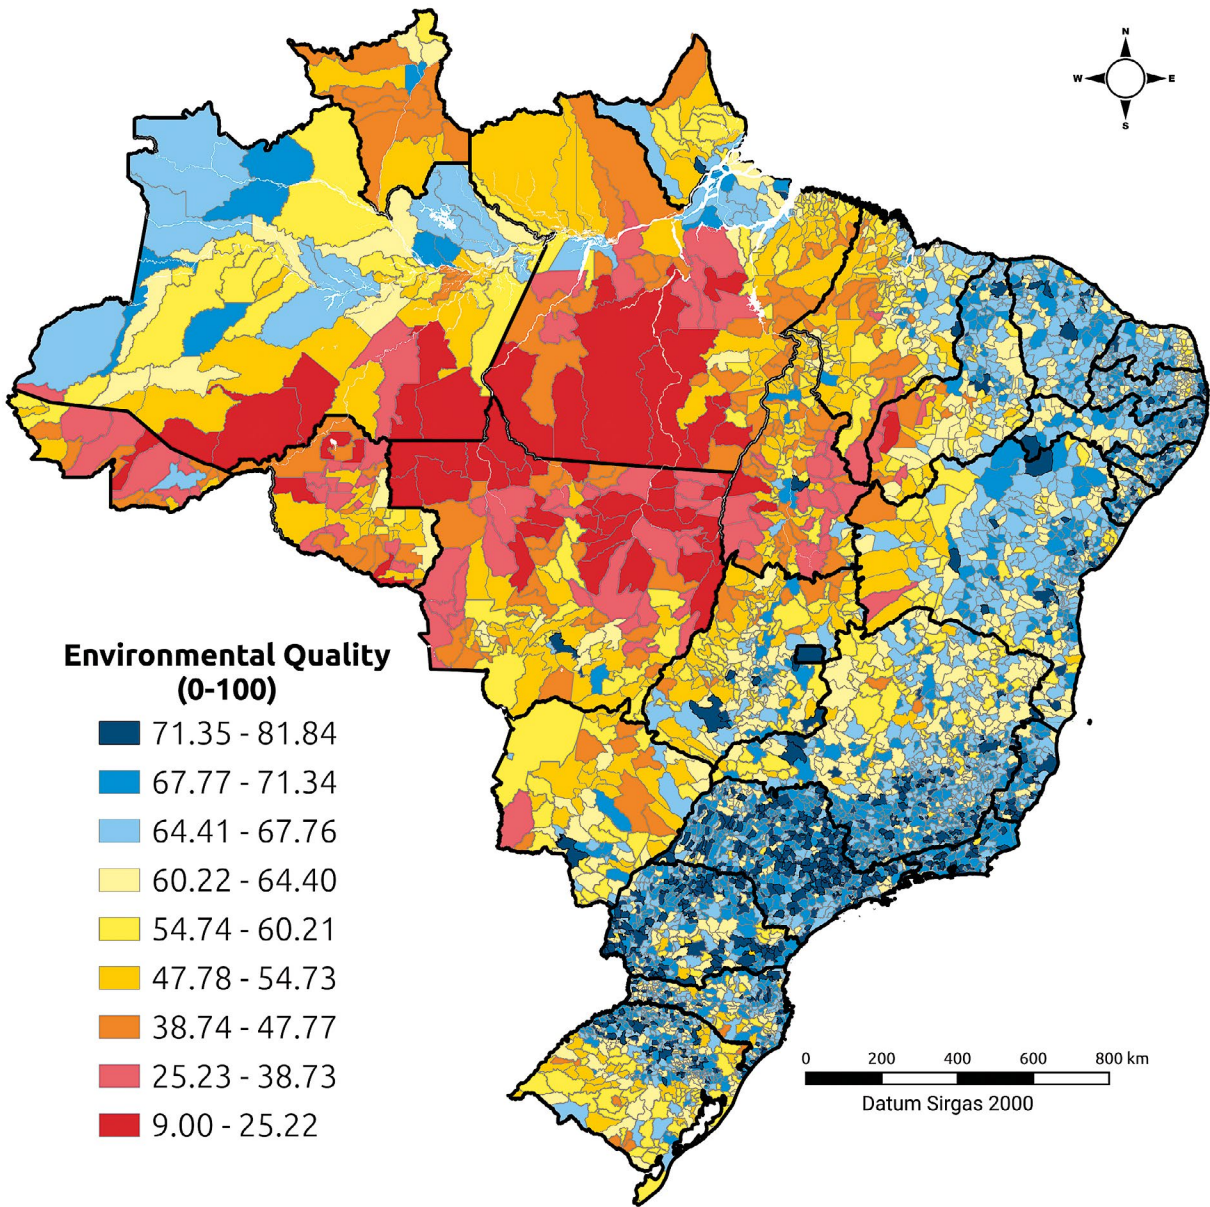 N
W E
S
Environmental Quality
(0-100)
71.35 - 81.84
67.77 - 71.34
64.41 - 67.76
60.22 - 64.40
54.74 - 60.21
47.78 - 54.73
38.74 - 47.77
25.23 - 38.73
9.00 - 25.22
0 200 400 600 800 km
Datum Sirgas 2000